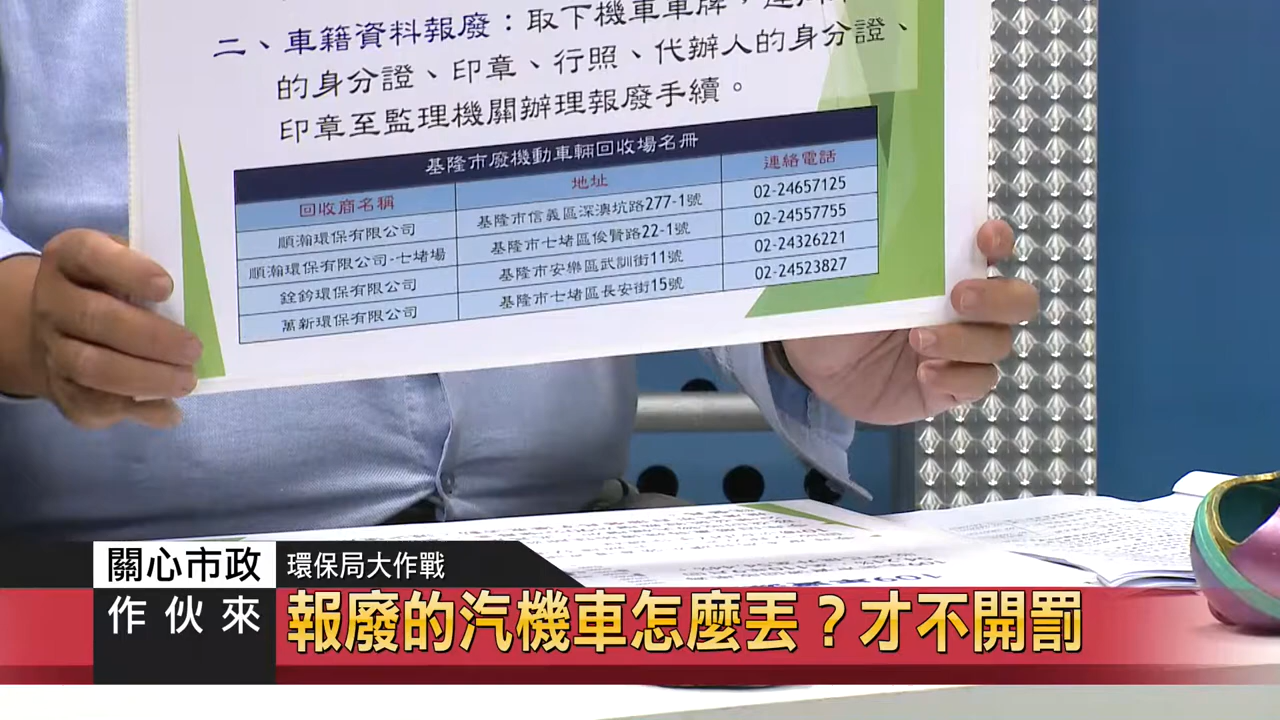 二、車籍資料報廢：取下機車車牌，
的身分證、印章、行照、代辦人的身分證、
印章至監理機關辦理報廢手續。
基隆市廢機動車輛回收場名冊
回收商名稱 地址 連絡電話
順瀚環保有限公司 基隆市信義區深澳坑路277-1號 02-24657125
順瀚環保有限公司-七堵場 基隆市七堵區俊賢路22-1號 02-24557755
銓鈐環保有限公司 基隆市安樂區武訓街11號 02-24326221
萬新環保有限公司 基隆市七堵區長安街15號 02-24523827
關心市政 環保局大作戰
作伙來 報廢的汽機車怎麼丟？才不開罰